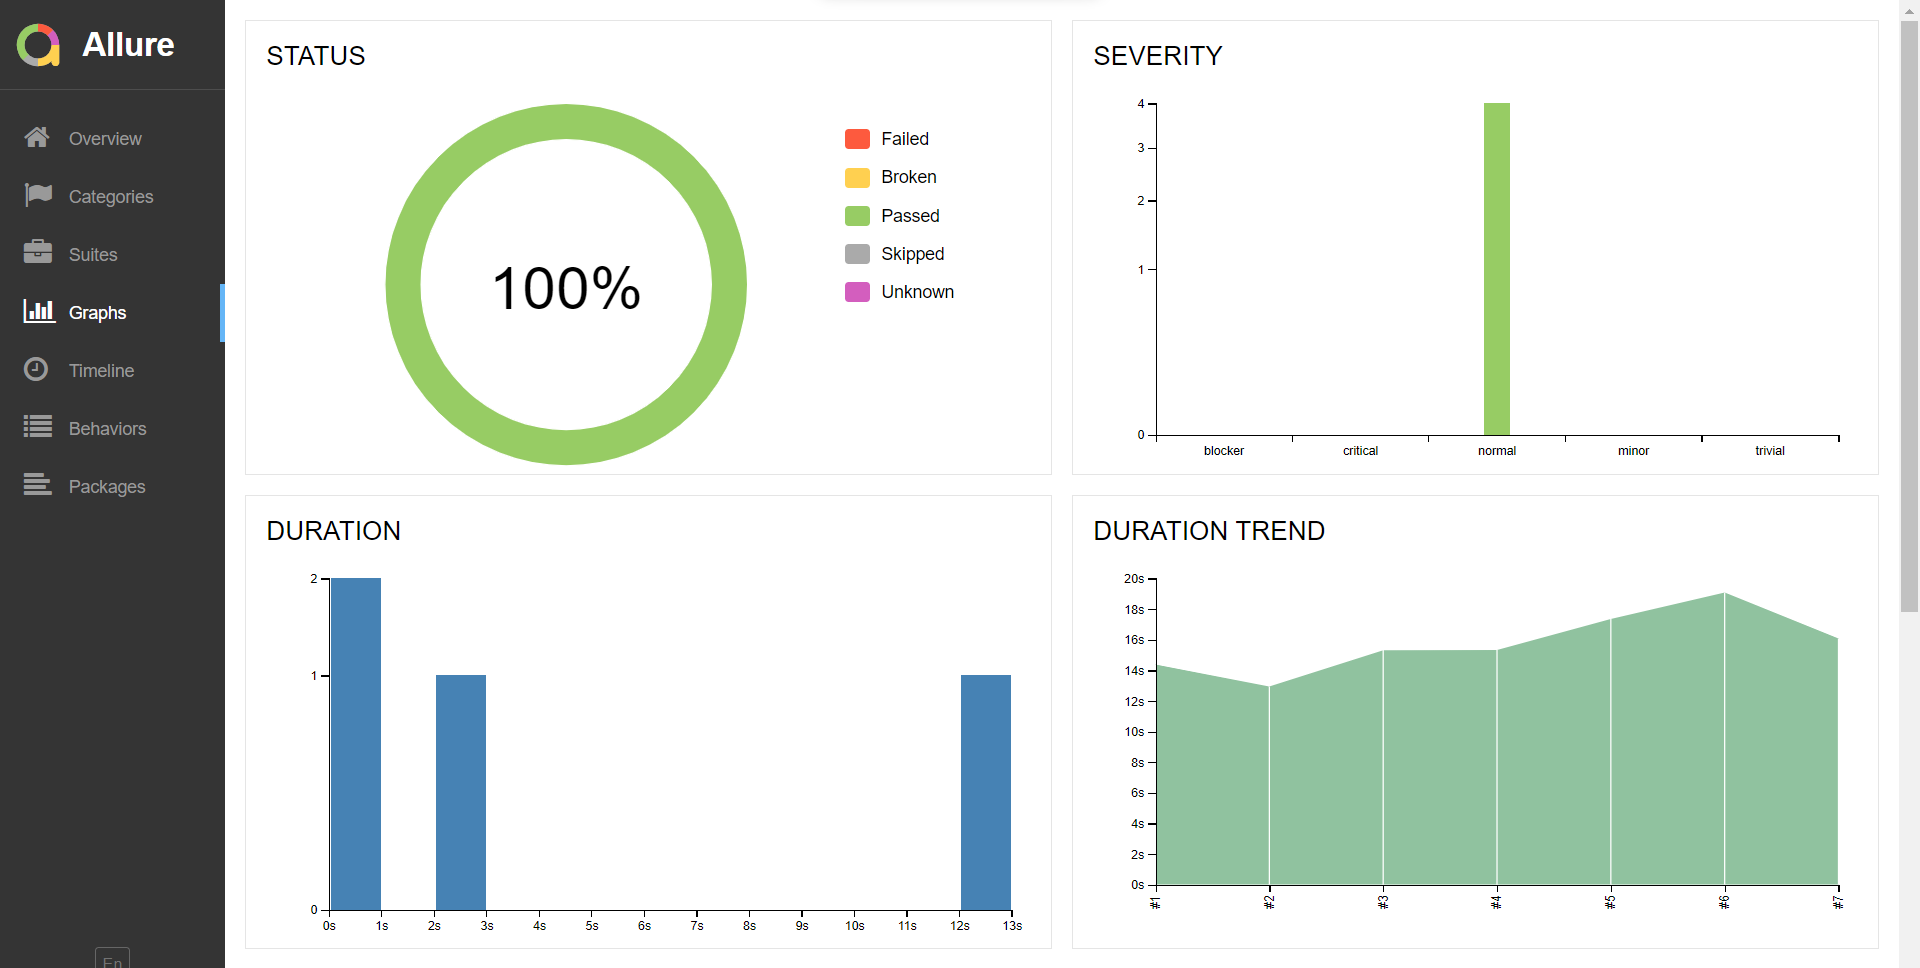 Allure
Overview
Categories
Suites
Graphs
Timeline
Behaviors
Packages
En
STATUS
100%
Failed
Broken
Passed
Skipped
Unknown
SEVERITY
4
3
2
1
0
blocker critical normal minor trivial
DURATION
2
1
0
0s 1s 2s 3s 4s 5s 6s 7s 8s 9s 10s 11s 12s 13s
DURATION TREND
20s
18s
16s
14s
12s
10s
8s
6s
4s
2s
0s
#1 #2 #3 #4 #5 #6 #7